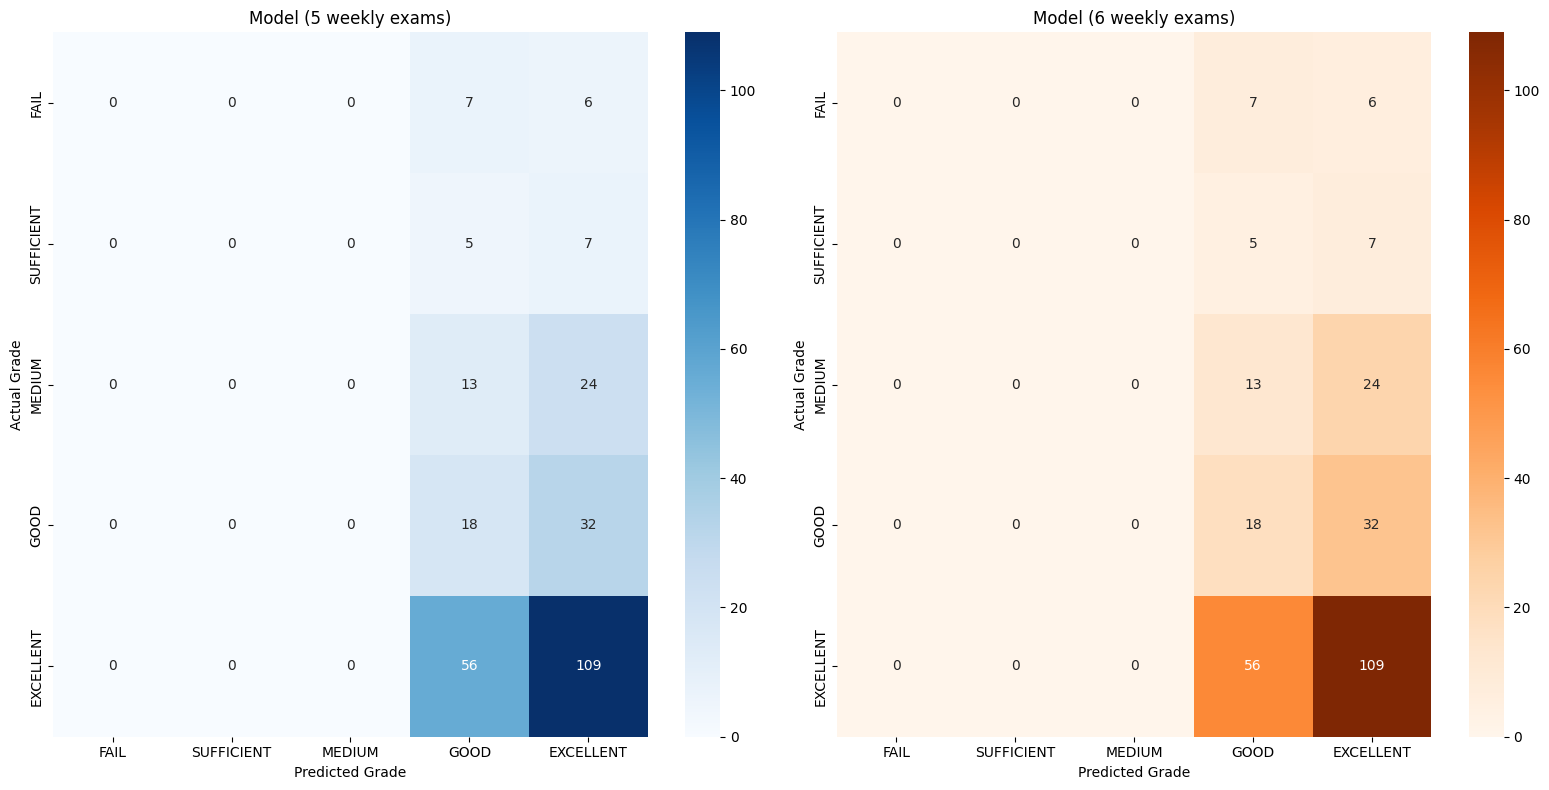 Model (5 weekly exams)
Actual Grade
FAIL
SUFFICIENT
MEDIUM
GOOD
EXCELLENT
0 0 0 7 6
0 0 0 5 7
0 0 0 13 24
0 0 0 18 32
0 0 0 56 109
FAIL SUFFICIENT MEDIUM GOOD EXCELLENT
Predicted Grade
100
80
60
40
20
0
Model (6 weekly exams)
Actual Grade
FAIL
SUFFICIENT
MEDIUM
GOOD
EXCELLENT
0 0 0 7 6
0 0 0 5 7
0 0 0 13 24
0 0 0 18 32
0 0 0 56 109
FAIL SUFFICIENT MEDIUM GOOD EXCELLENT
Predicted Grade
100
80
60
40
20
0